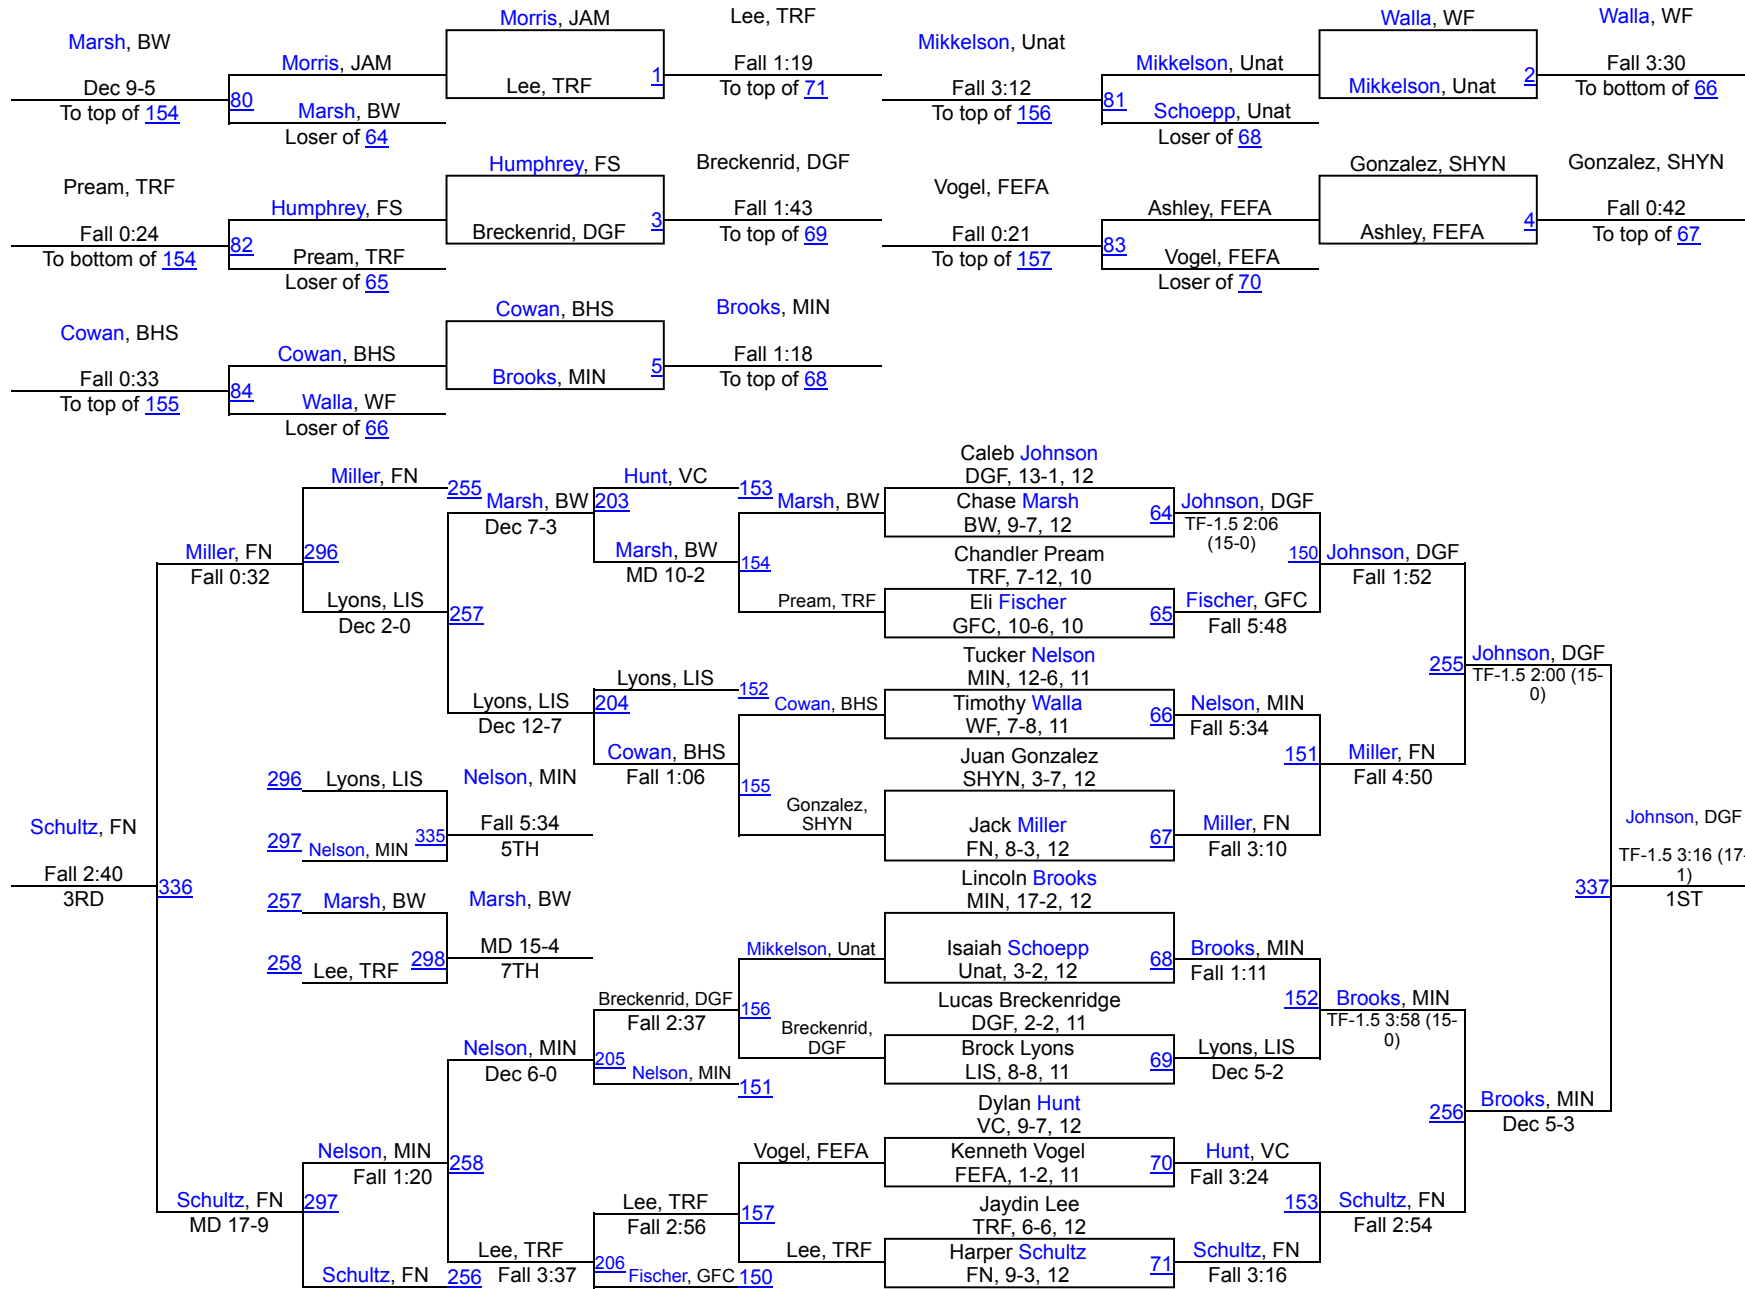 Morris, JAM
Lee, TRF
Walla, WF
Walla, WF
Marsh, BW
Mikkelson, Unat
Morris, JAM
Fall 1:19
Mikkelson, Unat
Fall 3:30
Dec 9-5
Lee, TRF
1
To top of 71
Fall 3:12
Mikkelson, Unat
2
To bottom of 66
To top of 154
80
Marsh, BW
To top of 156
81
Schoepp, Unat
Loser of 64
Loser of 68
Humphrey, FS
Breckenrid, DGF
Gonzalez, SHYN
Gonzalez, SHYN
Pream, TRF
Vogel, FEFA
Humphrey, FS
Fall 1:43
Ashley, FEFA
Fall 0:42
Fall 0:24
Breckenrid, DGF
3
To top of 69
Fall 0:21
Ashley, FEFA
4
To top of 67
To bottom of 154
82
Pream, TRF
To top of 157
83
Vogel, FEFA
Loser of 65
Loser of 70
Cowan, BHS
Brooks, MIN
Cowan, BHS
Cowan, BHS
Fall 1:18
Fall 0:33
Brooks, MIN
5
To top of 68
To top of 155
84
Walla, WF
Loser of 66
Caleb Johnson
Miller, FN
Hunt, VC
DGF, 13-1, 12
255
Marsh, BW
203
153
Marsh, BW
Chase Marsh
Johnson, DGF
Dec 7-3
BW, 9-7, 12
64
TF-1.5 2:06
(15-0)
Miller, FN
296
Marsh, BW
154
Chandler Pream
150
Johnson, DGF
Fall 0:32
MD 10-2
TRF, 7-12, 10
Fall 1:52
Lyons, LIS
257
Pream, TRF
Eli Fischer
Fischer, GFC
Dec 2-0
GFC, 10-6, 10
65
Fall 5:48
Tucker Nelson
255
Johnson, DGF
Lyons, LIS
152
MIN, 12-6, 11
TF-1.5 2:00 (15-
0)
Lyons, LIS
204
Cowan, BHS
Timothy Walla
Nelson, MIN
Dec 12-7
WF, 7-8, 11
66
Fall 5:34
Cowan, BHS
Juan Gonzalez
151
Miller, FN
296
Lyons, LIS
Nelson, MIN
Fall 1:06
155
SHYN, 3-7, 12
Fall 4:50
Gonzalez,
SHYN
Schultz, FN
Fall 5:34
Jack Miller
Miller, FN
Johnson, DGF
297
Nelson, MIN
335
5TH
FN, 8-3, 12
67
Fall 3:10
TF-1.5 3:16 (17-
1)
Fall 2:40
336
Lincoln Brooks
337
3RD
257
Marsh, BW
Marsh, BW
MIN, 17-2, 12
1ST
MD 15-4
Mikkelson, Unat
Isaiah Schoepp
Brooks, MIN
258
Lee, TRF
298
7TH
Unat, 3-2, 12
68
Fall 1:11
Breckenrid, DGF
156
Lucas Breckenridge
152
Brooks, MIN
Fall 2:37
DGF, 2-2, 11
TF-1.5 3:58 (15-
0)
Breckenrid,
DGF
Nelson, MIN
205
Brock Lyons
Lyons, LIS
Dec 6-0
Nelson, MIN
151
LIS, 8-8, 11
69
Dec 5-2
Dylan Hunt
256
Brooks, MIN
VC, 9-7, 12
Dec 5-3
Nelson, MIN
258
Vogel, FEFA
Kenneth Vogel
Hunt, VC
Fall 1:20
FEFA, 1-2, 11
70
Fall 3:24
Schultz, FN
297
Lee, TRF
157
Jaydin Lee
153
Schultz, FN
MD 17-9
Fall 2:56
TRF, 6-6, 12
Fall 2:54
Lee, TRF
206
Lee, TRF
Harper Schultz
Schultz, FN
Schultz, FN
256
Fall 3:37
Fischer, GFC
150
FN, 9-3, 12
71
Fall 3:16